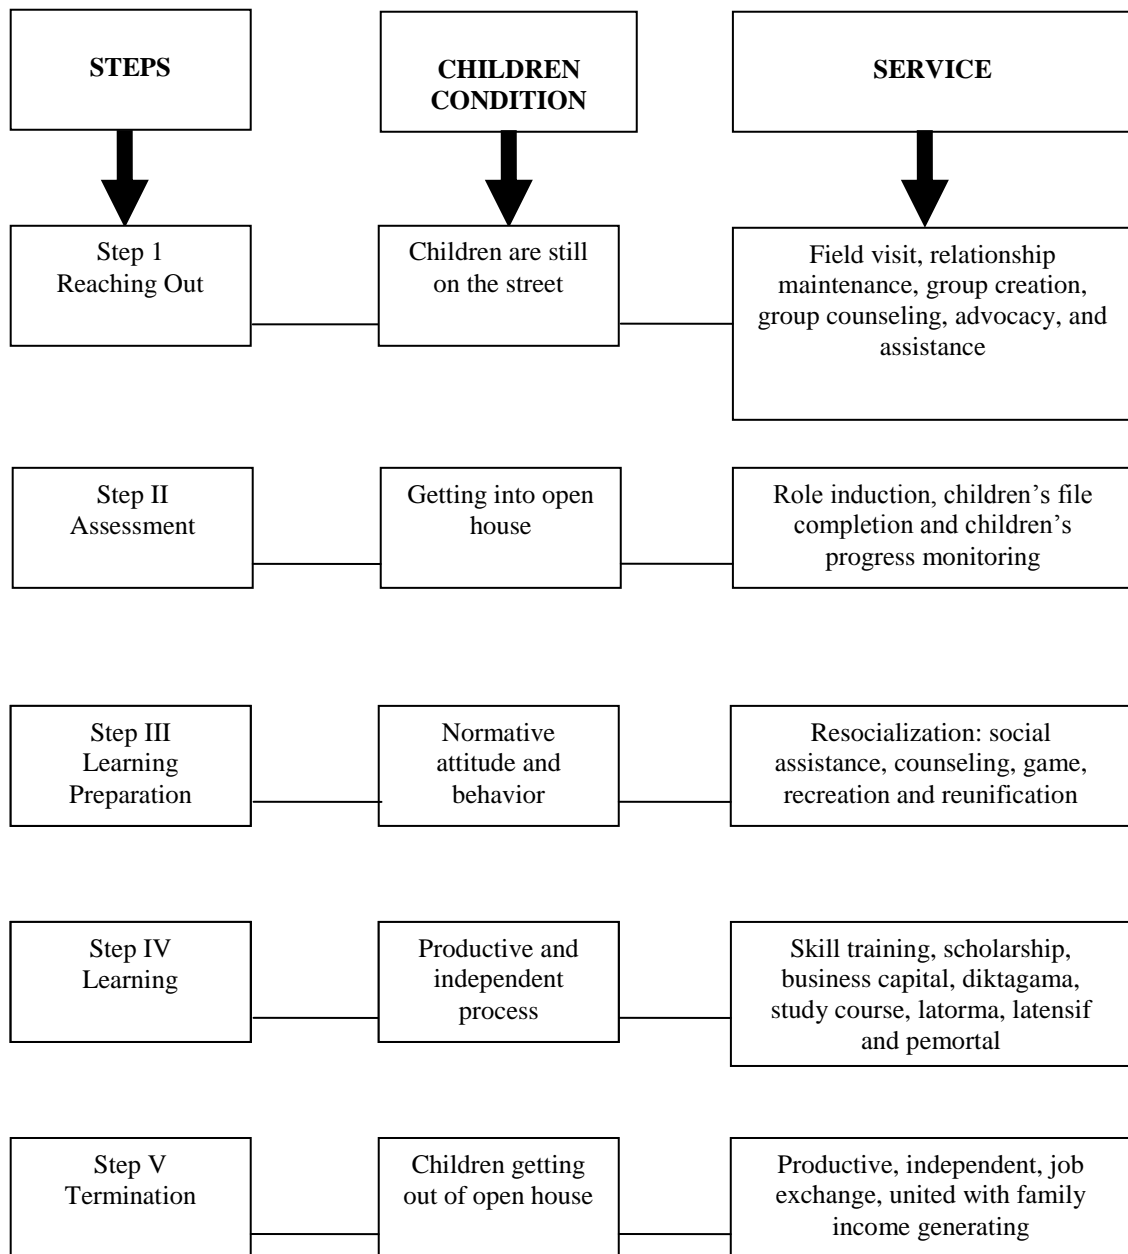 STEPS
CHILDREN
CONDITION
SERVICE
Step 1
Reaching Out
Children are still
on the street
Field visit, relationship
maintenance, group creation,
group counseling, advocacy, and
assistance
Step II
Assessment
Getting into open
house
Role induction, children’s file
completion and children’s
progress monitoring
Step III
Learning
Preparation
Normative
attitude and
behavior
Resocialization: social
assistance, counseling, game,
recreation and reunification
Step IV
Learning
Productive and
independent
process
Skill training, scholarship,
business capital, diktagama,
study course, latorma, latensif
and pemortal
Step V
Termination
Children getting
out of open house
Productive, independent, job
exchange, united with family
income generating